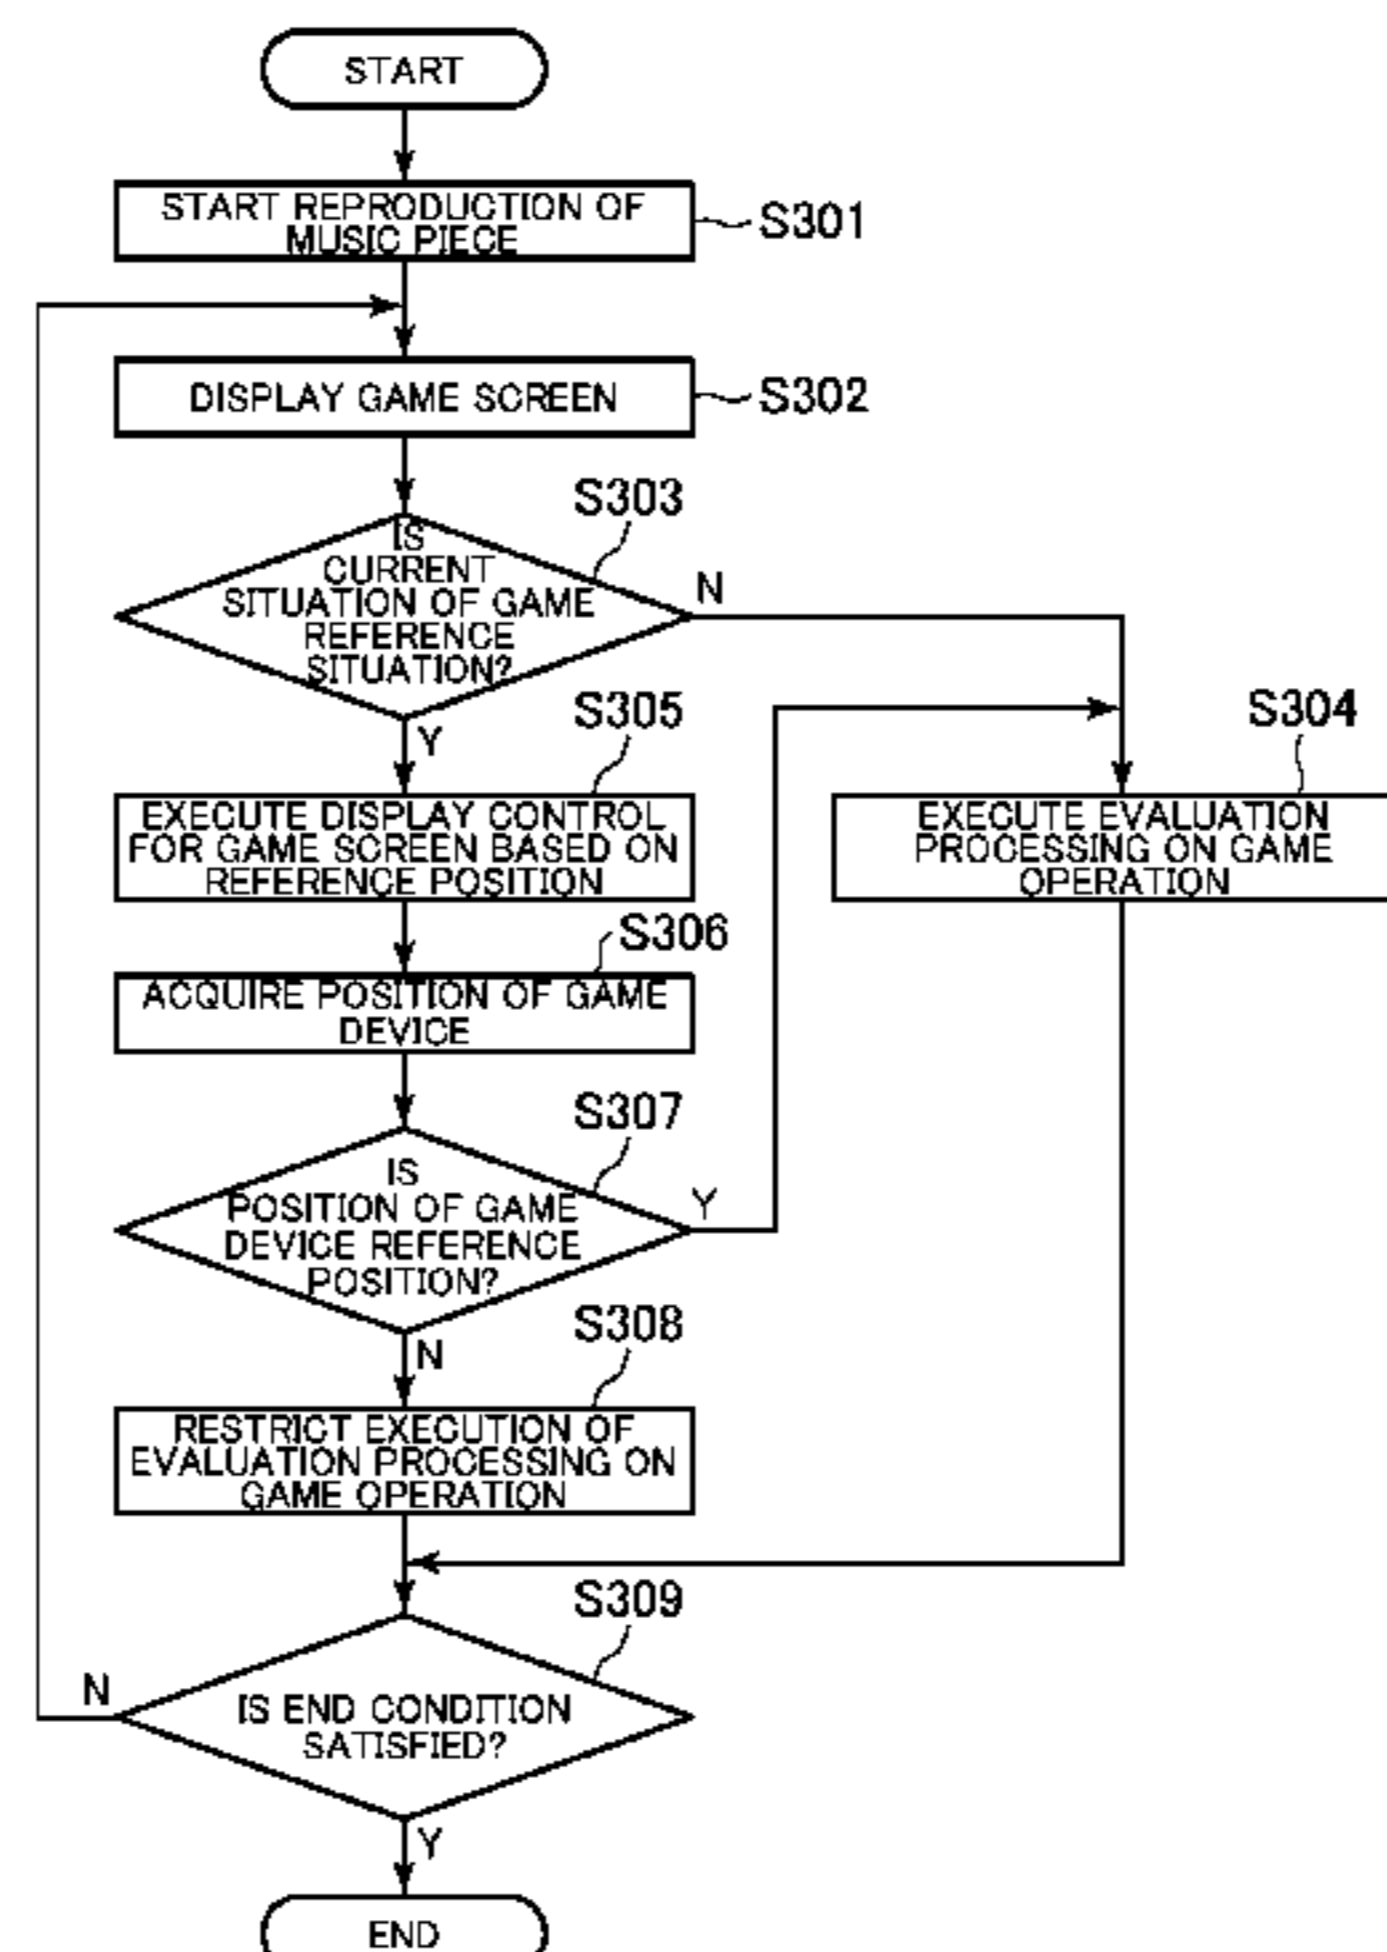 START
START REPRODUCTION OF
MUSIC PIECE
S301
DISPLAY GAME SCREEN
S302
S303
IS
CURRENT
SITUATION OF GAME
REFERENCE
SITUATION?
N
Y
S305
EXECUTE DISPLAY CONTROL
FOR GAME SCREEN BASED ON
REFERENCE POSITION
S304
EXECUTE EVALUATION
PROCESSING ON GAME
OPERATION
S306
ACQUIRE POSITION OF GAME
DEVICE
S307
IS
POSITION OF GAME
DEVICE REFERENCE
POSITION?
Y
N
S308
RESTRICT EXECUTION OF
EVALUATION PROCESSING ON
GAME OPERATION
S309
IS END CONDITION
SATISFIED?
N
Y
END